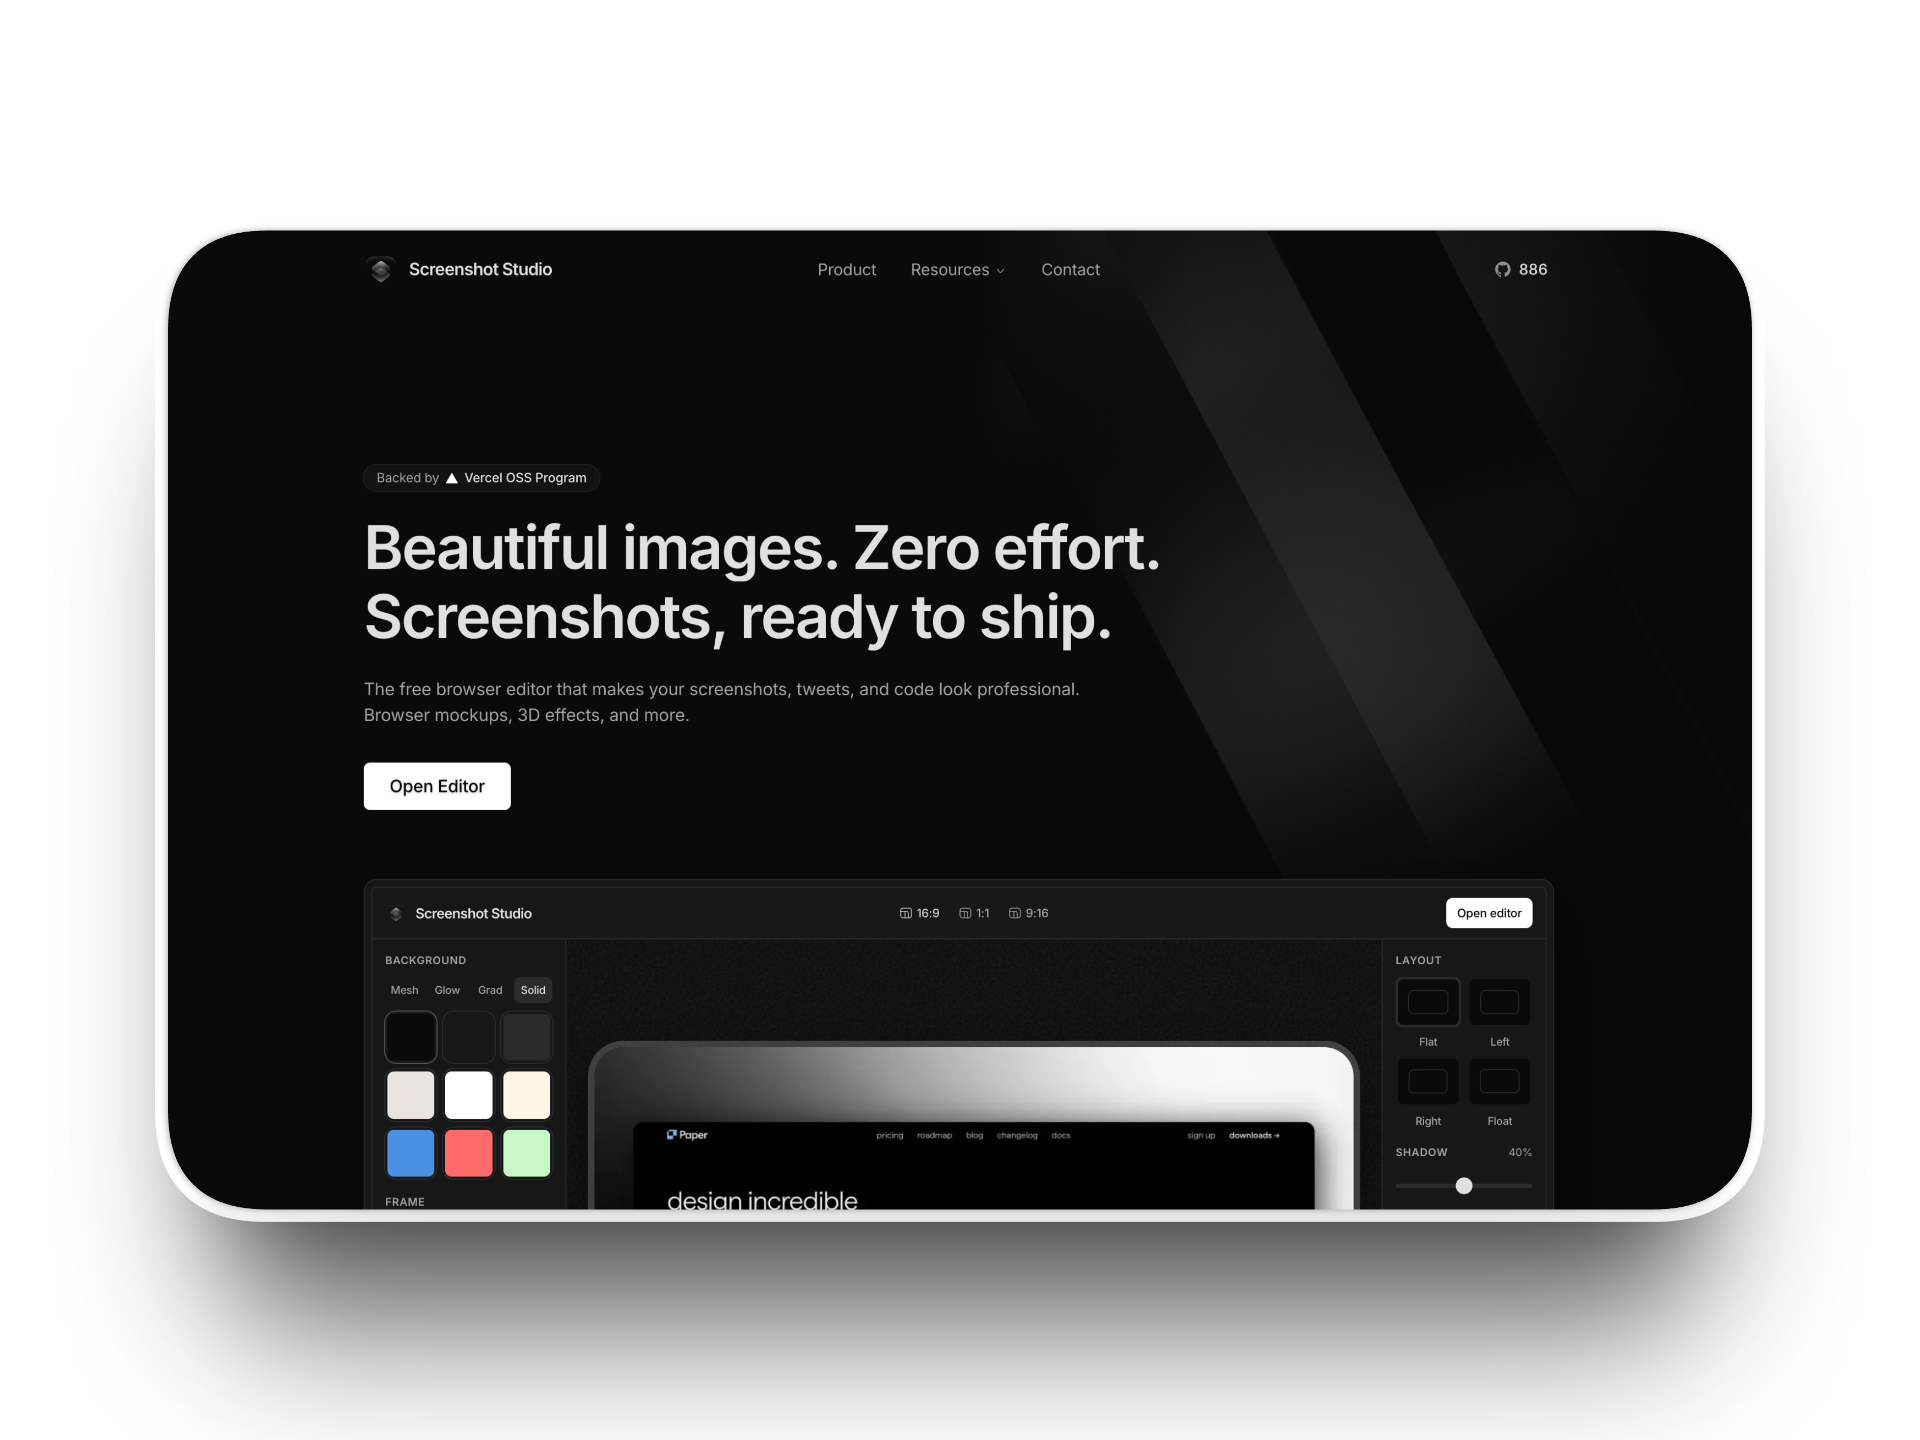 Screenshot Studio
Product
Resources
Contact
886
Backed by Vercel OSS Program
Beautiful images. Zero effort.
Screenshots, ready to ship.
The free browser editor that makes your screenshots, tweets, and code look professional.
Browser mockups, 3D effects, and more.
Open Editor
Screenshot Studio
16:9
1:1
9:16
Open editor
BACKGROUND
Mesh
Glow
Grad
Solid
FRAME
Paper
pricing
roadmap
blog
changelog
docs
sign up
downloads →
design incredible
LAYOUT
Flat
Left
Right
Float
SHADOW
40%